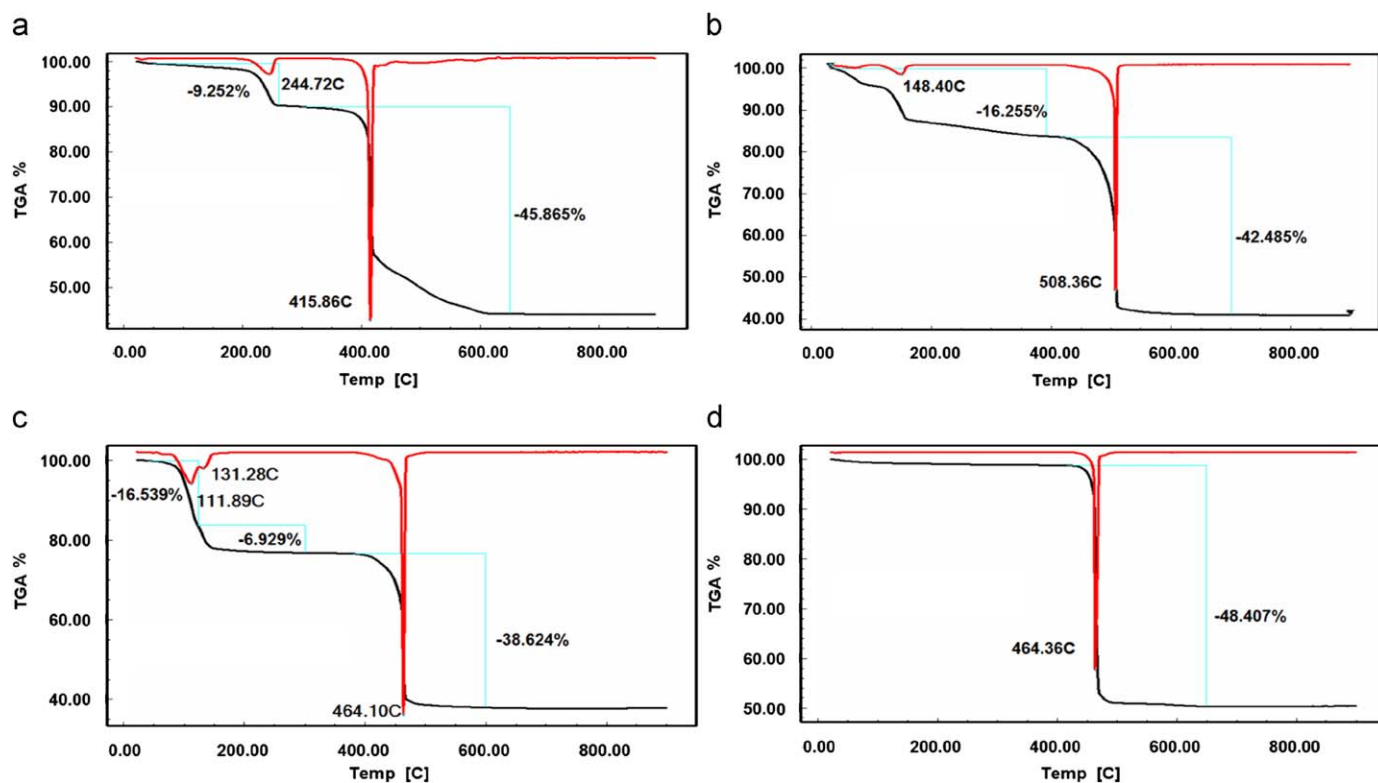 a
100.00
90.00
80.00
70.00
60.00
50.00
TGA %
-9.252%
244.72C
-45.865%
415.86C
0.00 200.00 400.00 600.00 800.00
Temp [C]
b
100.00
90.00
80.00
70.00
60.00
50.00
40.00
TGA %
148.40C
-16.255%
-42.485%
508.36C
0.00 200.00 400.00 600.00 800.00
Temp [C]
c
100.00
80.00
60.00
40.00
TGA %
131.28C
-16.539%
111.89C
-6.929%
-38.624%
464.10C
0.00 200.00 400.00 600.00 800.00
Temp [C]
d
100.00
90.00
80.00
70.00
60.00
50.00
TGA %
-48.407%
464.36C
0.00 200.00 400.00 600.00 800.00
Temp [C]